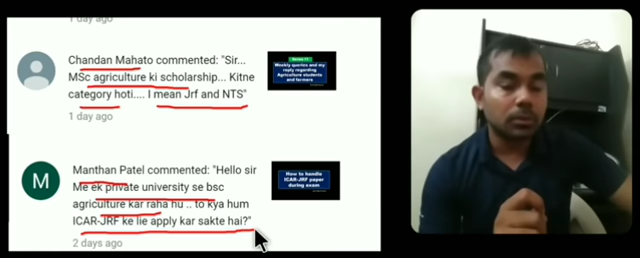 1 day ago
Chandan Mahato commented: "Sir...
MSc agriculture ki scholarship... Kitne
category hoti.... I mean Jrf and NTS"
1 day ago
Weekly queries and my
reply regarding
Agriculture students
and farmers
M
Manthan Patel commented: "Hello sir
Me ek private university se bsc
agriculture kar raha hu .. to kya hum
ICAR-JRF ke lie apply kar sakte hai?"
2 days ago
How to handle
ICAR-JRF paper
during exam